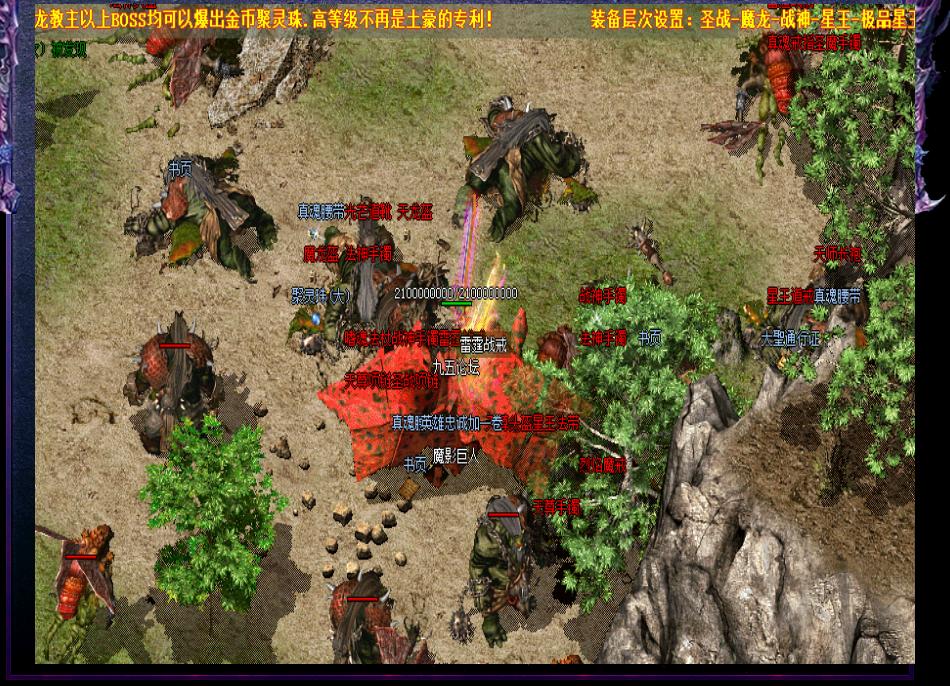 龙教主以上BOSS均可以爆出金币聚灵珠.高等级不再是土豪的专利!
装备层次设置：圣战-魔龙-战神-星王-极品星王
真魂戒指圣魔手镯
书页
真魂腰带光芒道靴 天龙盔
魔龙盔 法神手镯
天师长袍
聚灵珠(大)
2100000000/2100000000
战神手镯
星王道戒真魂腰带
雷霆战戒
法神手镯 书页
大圣通行证
九五论坛
真魂
英雄忠诚加一卷
星王法带
书页
魔影巨人
烈焰魔戒
天尊手镯